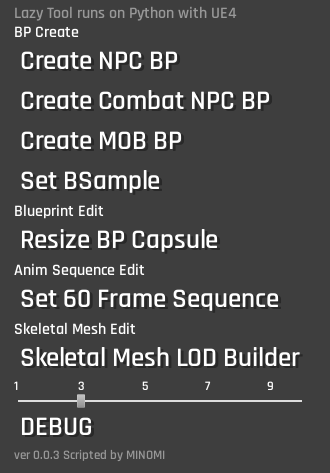 Lazy Tool runs on Python with UE4
BP Create
Create NPC BP
Create Combat NPC BP
Create MOB BP
Set BSample
Blueprint Edit
Resize BP Capsule
Anim Sequence Edit
Set 60 Frame Sequence
Skeletal Mesh Edit
Skeletal Mesh LOD Builder
1 3 5 7 9
DEBUG
ver 0.0.3 Scripted by MINOMI